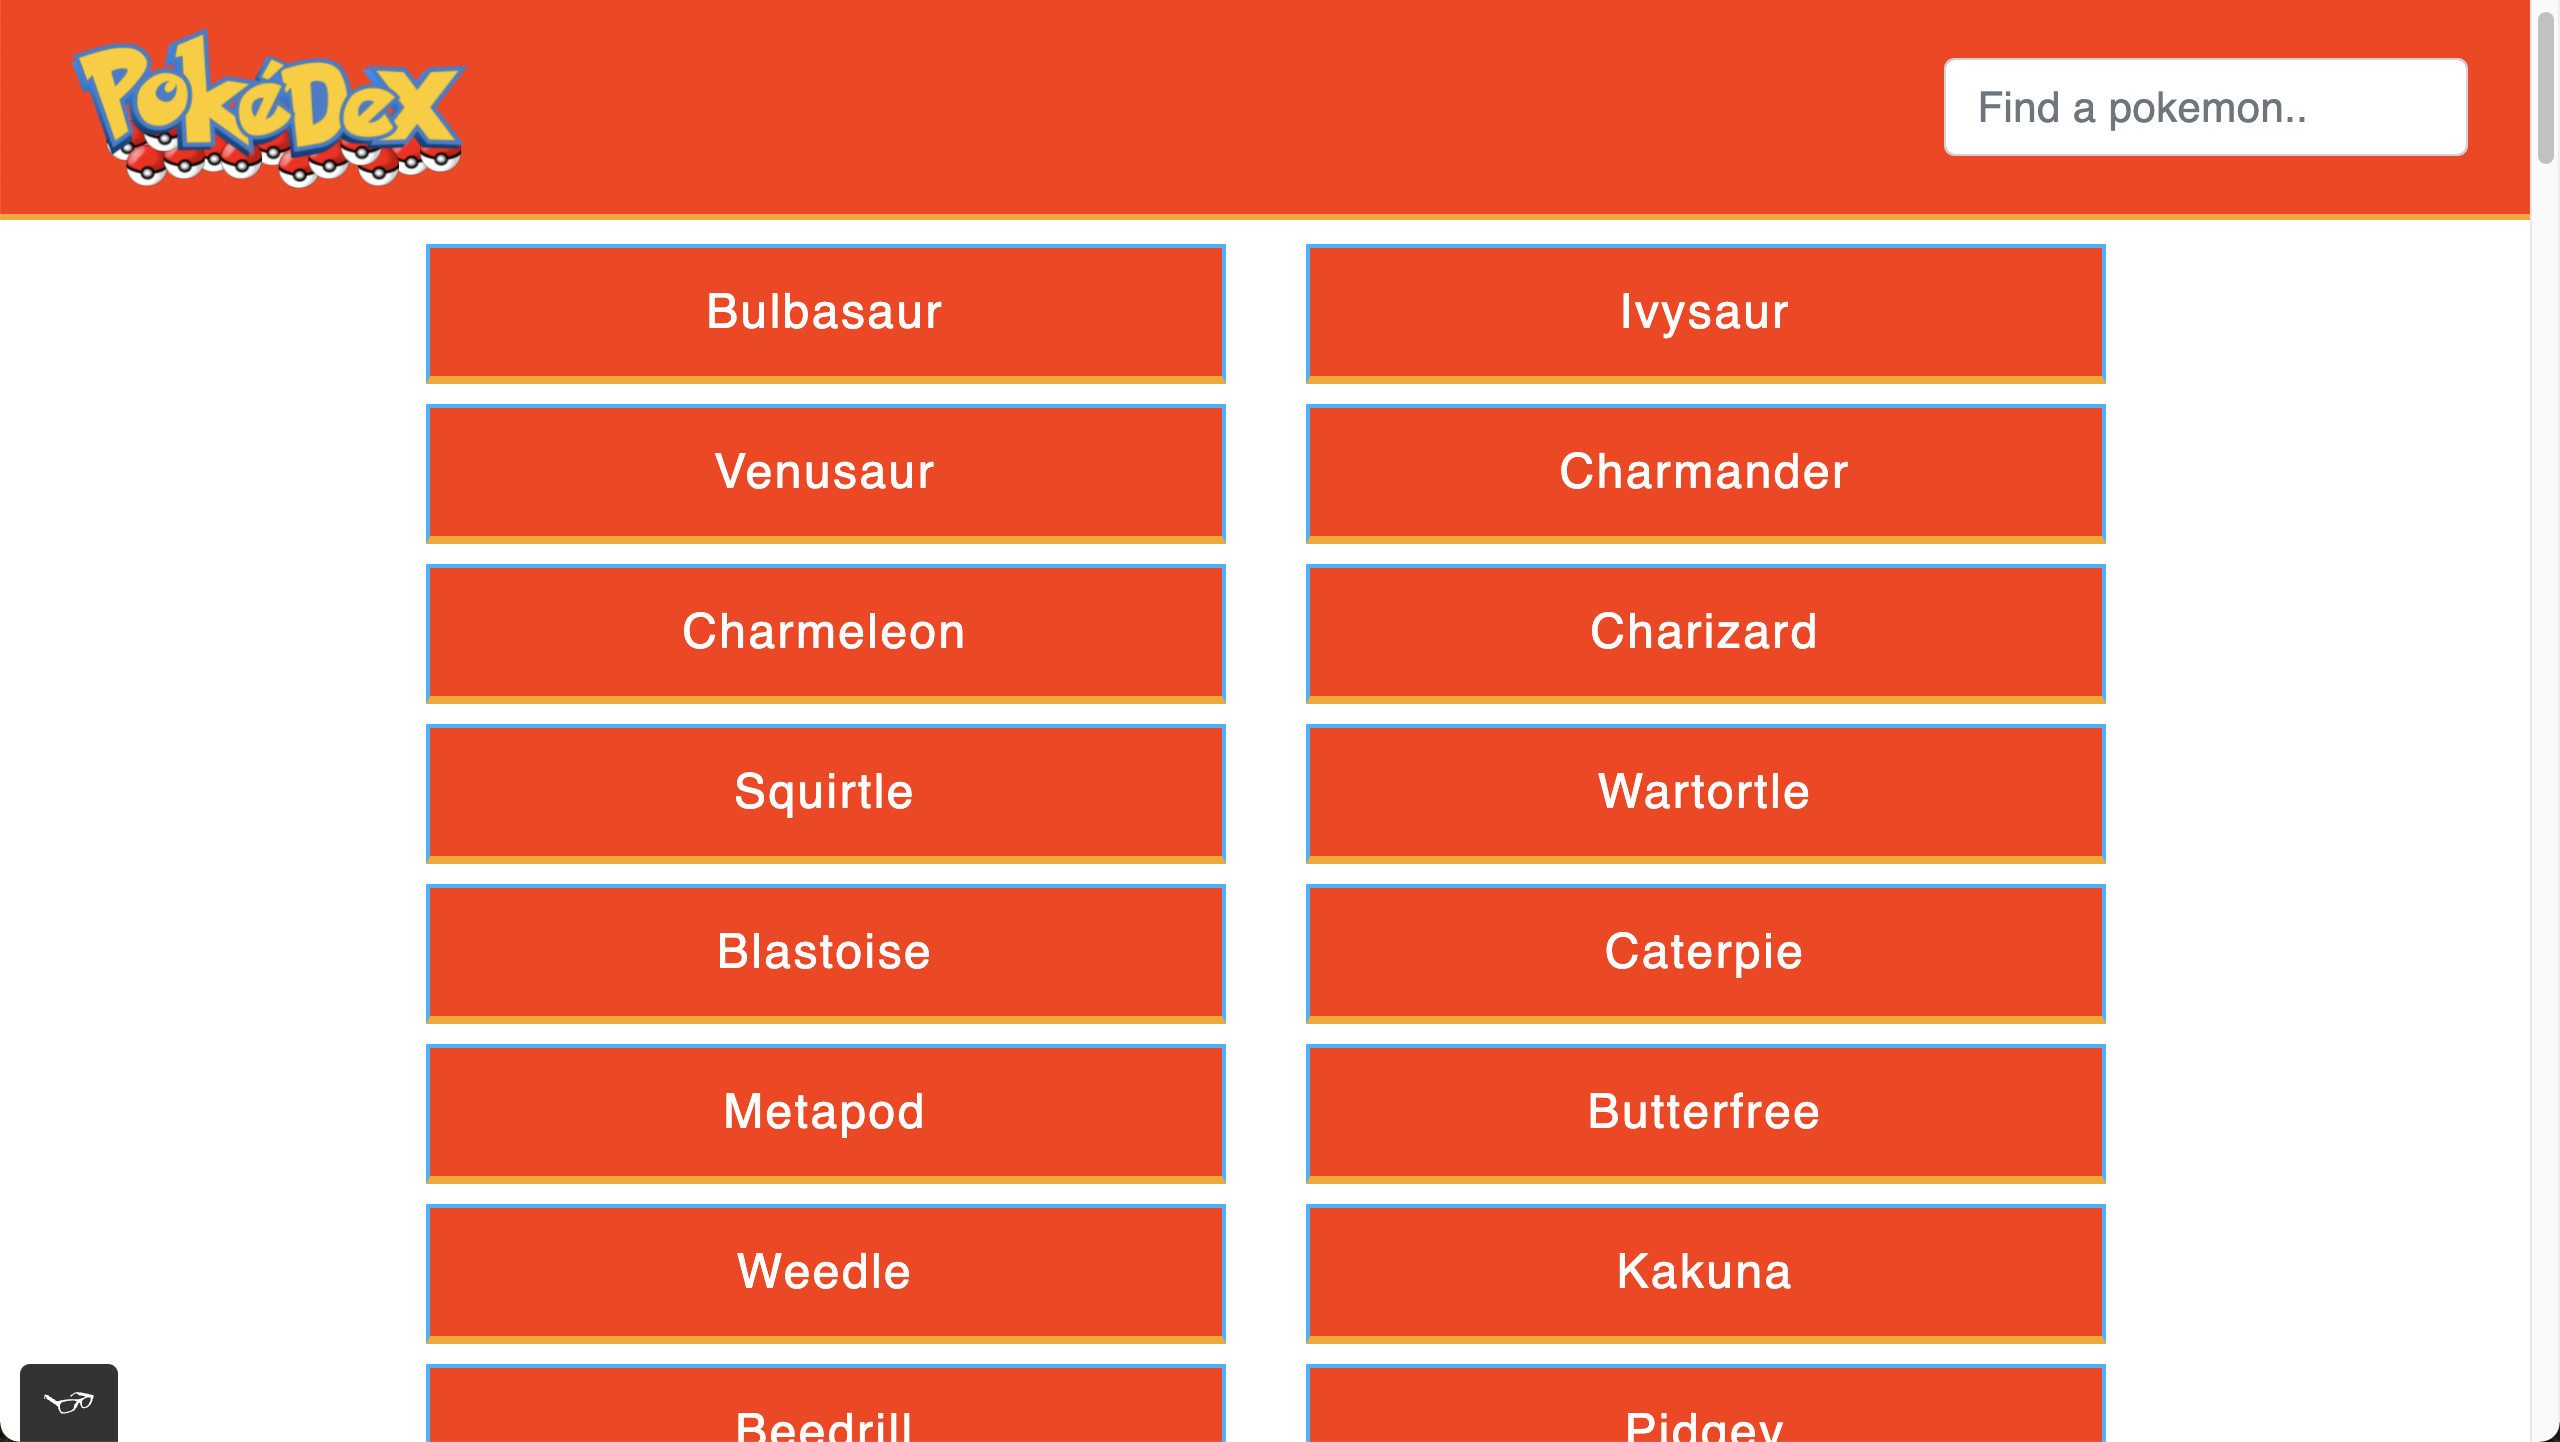 PokéDex
Find a pokemon..
Bulbasaur
Ivysaur
Venusaur
Charmander
Charmeleon
Charizard
Squirtle
Wartortle
Blastoise
Caterpie
Metapod
Butterfree
Weedle
Kakuna
Beedrill
Pidgey